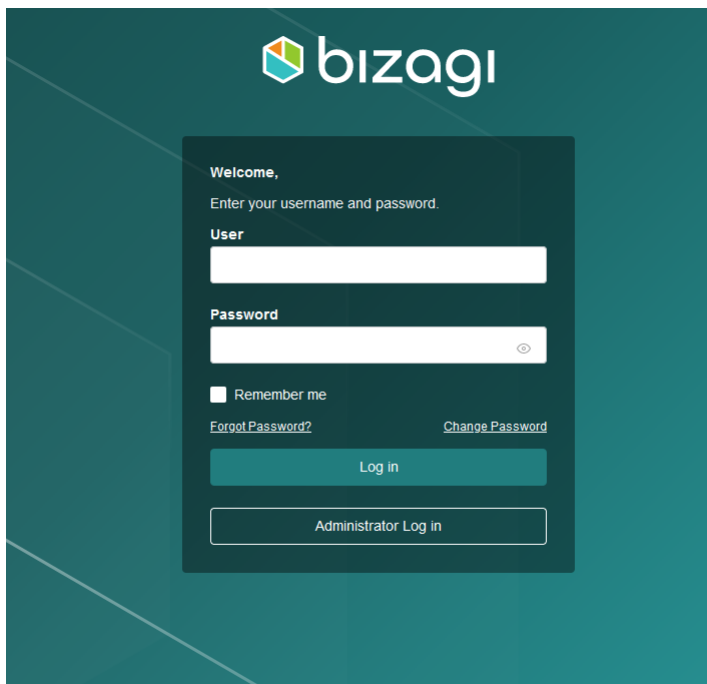 bizagi
Welcome,
Enter your username and password.
User
Password
Remember me
Forgot Password? Change Password
Log in
Administrator Log in